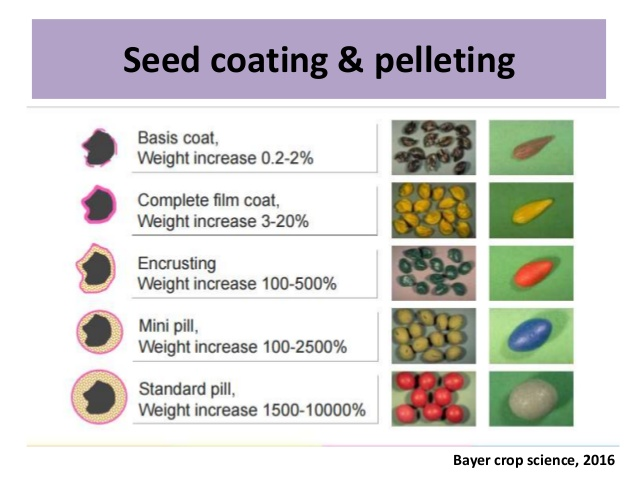 Seed coating & pelleting
Basis coat,
Weight increase 0.2-2%
Complete film coat,
Weight increase 3-20%
Encrusting
Weight increase 100-500%
Mini pill,
Weight increase 100-2500%
Standard pill,
Weight increase 1500-10000%
Bayer crop science, 2016